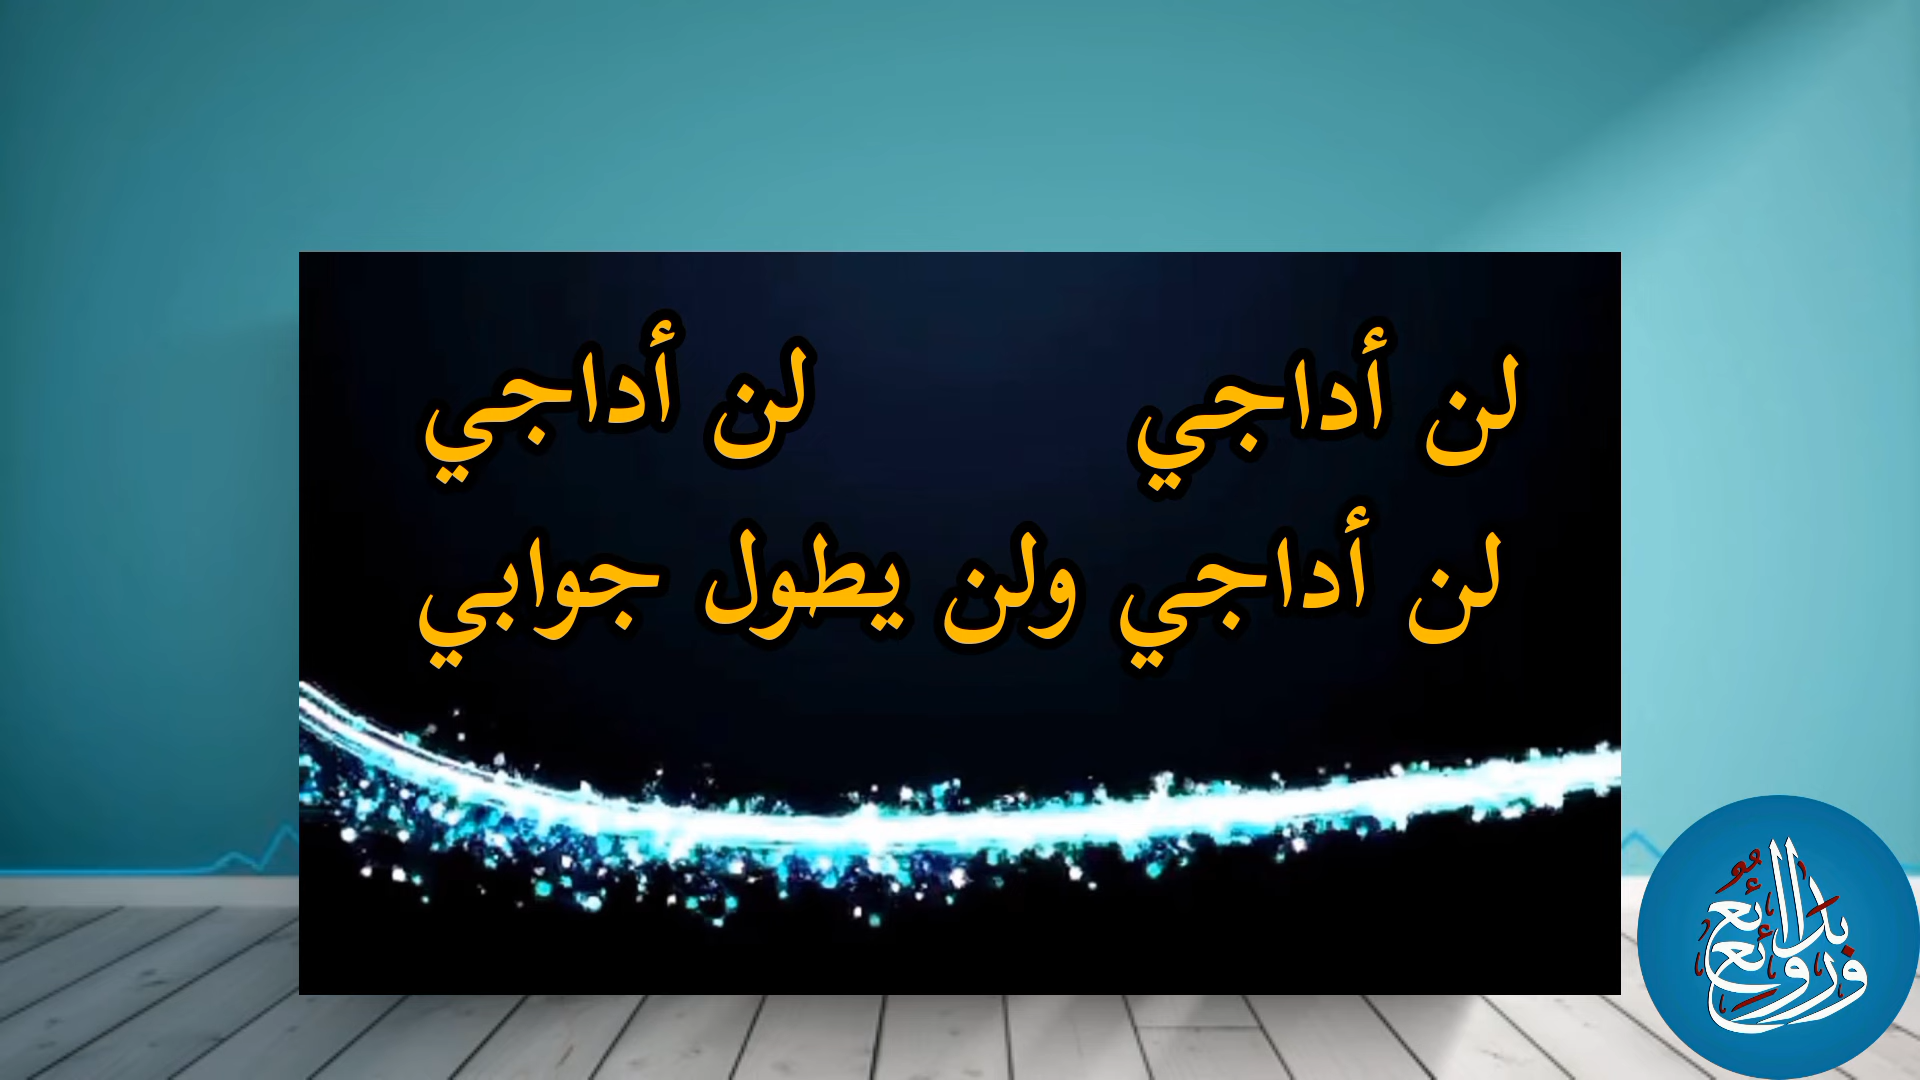 لن أداجي لن أداجي
لن أداجي ولن يطول جوابي
بدائع
وروائع